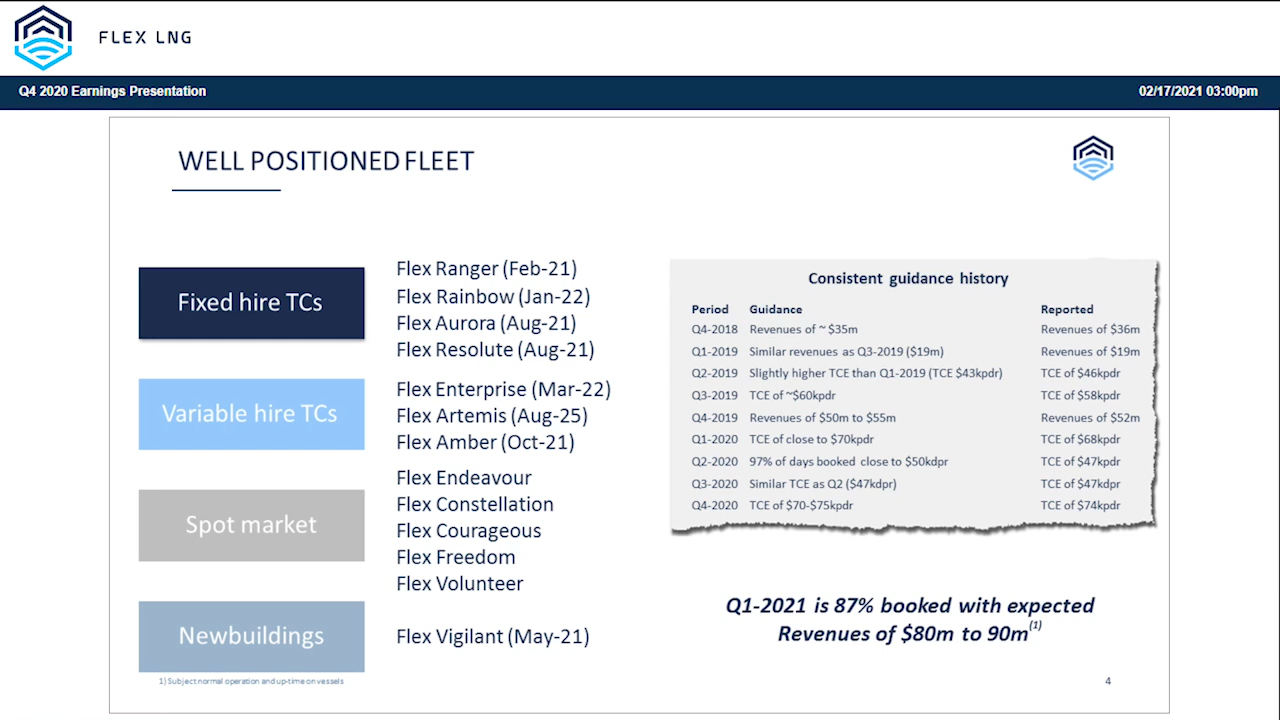 FLEX LNG
Q4 2020 Earnings Presentation
02/17/2021 03:00pm
WELL POSITIONED FLEET
Fixed hire TCs
Flex Ranger (Feb-21)
Flex Rainbow (Jan-22)
Flex Aurora (Aug-21)
Flex Resolute (Aug-21)
Variable hire TCs
Flex Enterprise (Mar-22)
Flex Artemis (Aug-25)
Flex Amber (Oct-21)
Spot market
Flex Endeavour
Flex Constellation
Flex Courageous
Flex Freedom
Flex Volunteer
Newbuildings
Flex Vigilant (May-21)
1) Subject normal operation and up-time on vessels
Consistent guidance history
Period Guidance Reported
Q4-2018 Revenues of ~ $35m Revenues of $36m
Q1-2019 Similar revenues as Q3-2019 ($19m) Revenues of $19m
Q2-2019 Slightly higher TCE than Q1-2019 (TCE $43kpdr) TCE of $46kpdr
Q3-2019 TCE of ~$60kpdr TCE of $58kpdr
Q4-2019 Revenues of $50m to $55m Revenues of $52m
Q1-2020 TCE of close to $70kpdr TCE of $68kpdr
Q2-2020 97% of days booked close to $50kdpr TCE of $47kpdr
Q3-2020 Similar TCE as Q2 ($47kdpr) TCE of $47kpdr
Q4-2020 TCE of $70-$75kpdr TCE of $74kpdr
Q1-2021 is 87% booked with expected
Revenues of $80m to 90m(1)
4